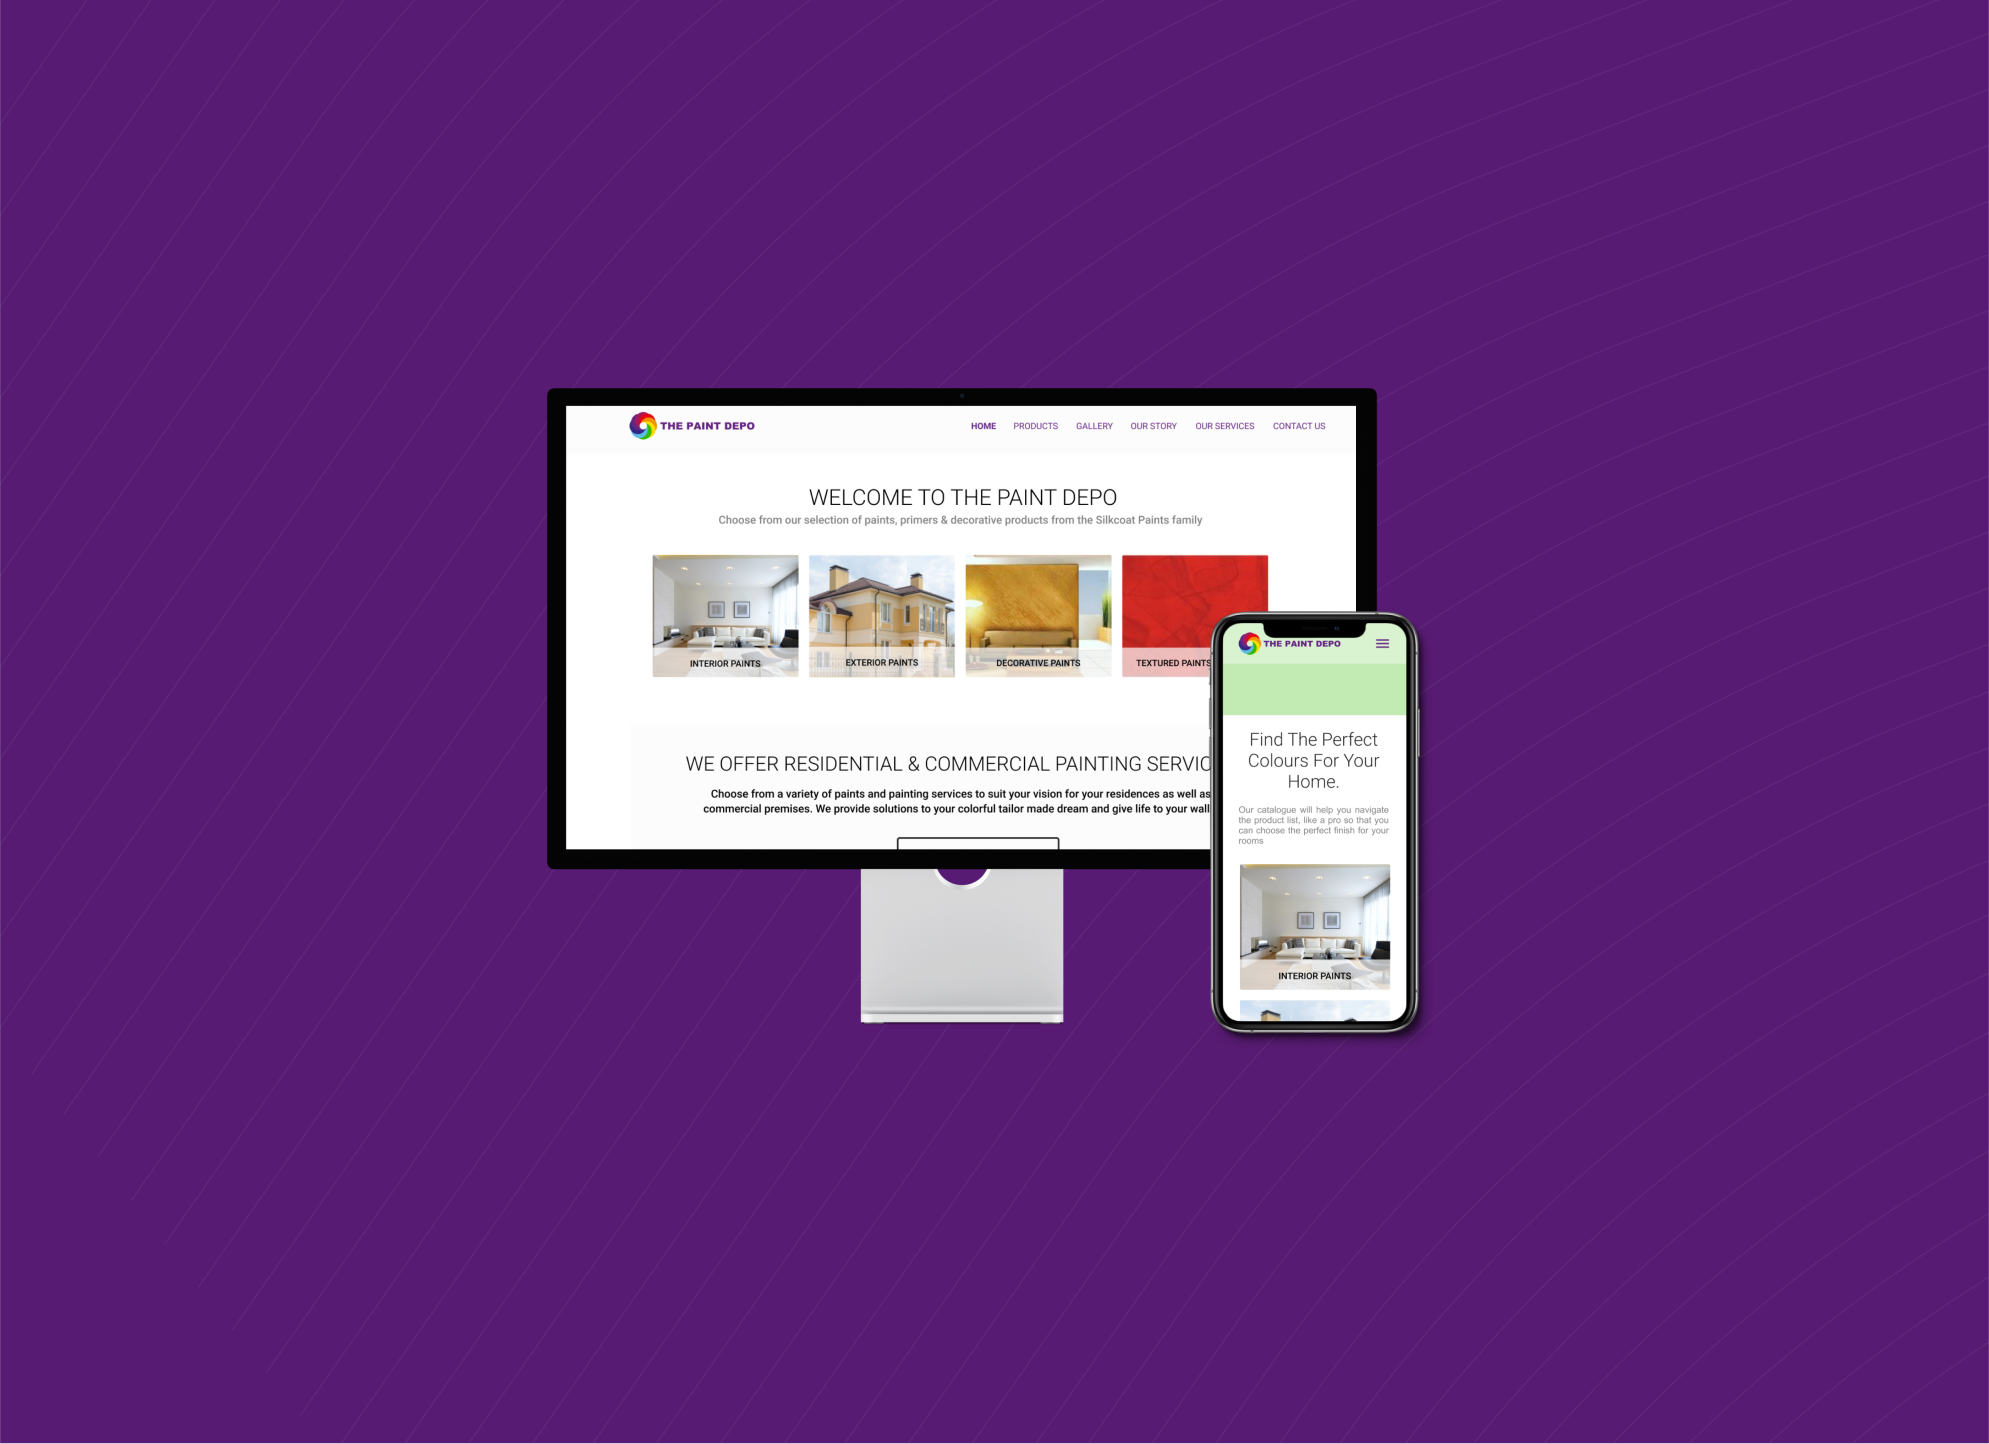 THE PAINT DEPO
HOME PRODUCTS GALLERY OUR STORY OUR SERVICES CONTACT US
WELCOME TO THE PAINT DEPO
Choose from our selection of paints, primers & decorative products from the Silkcoat Paints family
INTERIOR PAINTS
EXTERIOR PAINTS
DECORATIVE PAINTS
TEXTURED PAINTS
WE OFFER RESIDENTIAL & COMMERCIAL PAINTING SERVIC
Choose from a variety of paints and painting services to suit your vision for your residences as well as
commercial premises. We provide solutions to your colorful tailor made dream and give life to your wall
THE PAINT DEPO
Find The Perfect
Colours For Your
Home.
Our catalogue will help you navigate
the product list, like a pro so that you
can choose the perfect finish for your
rooms
INTERIOR PAINTS